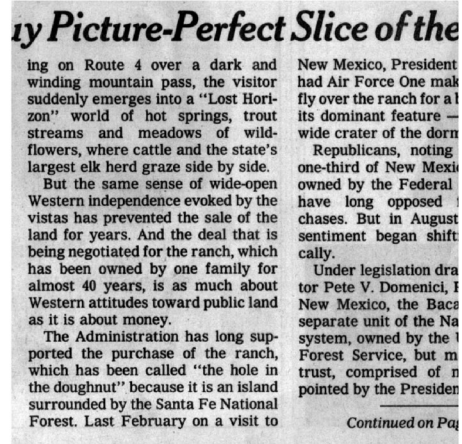 Picture-Perfect Slice of the
ing on Route 4 over a dark and
winding mountain pass, the visitor
suddenly emerges into a “Lost Hori-
zon” world of hot springs, trout
streams and meadows of wild-
flowers, where cattle and the state’s
largest elk herd graze side by side.
But the same sense of wide-open
Western independence evoked by the
vistas has prevented the sale of the
land for years. And the deal that is
being negotiated for the ranch, which
has been owned by one family for
almost 40 years, is as much about
Western attitudes toward public land
as it is about money.
The Administration has long sup-
ported the purchase of the ranch,
which has been called “the hole in
the doughnut” because it is an island
surrounded by the Santa Fe National
Forest. Last February on a visit to
New Mexico, President
had Air Force One mak
fly over the ranch for a
its dominant feature —
wide crater of the dorm
Republicans, noting
one-third of New Mexi
owned by the Federal
have long opposed
chases. But in August
sentiment began shift
cally.
Under legislation dra
tor Pete V. Domenici,
New Mexico, the Baca
separate unit of the Na
system, owned by the
Forest Service, but m
trust, comprised of
pointed by the Presiden
Continued on Pag